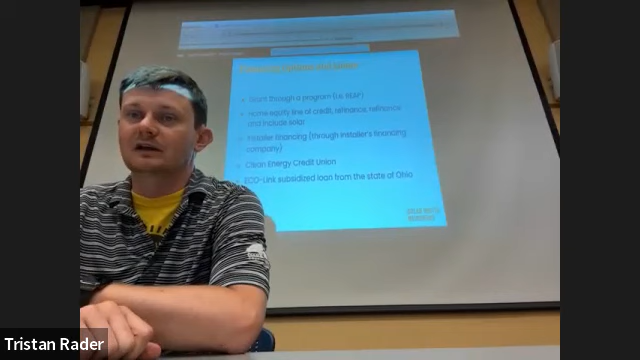 through a program (i.e. REAP)
Home equity line of credit, refinance, refinance
and include solar
Installer financing (through installer's financing
company)
Clean Energy Credit Union
ECO-Link subsidized loan from the state of Ohio
Tristan Rader